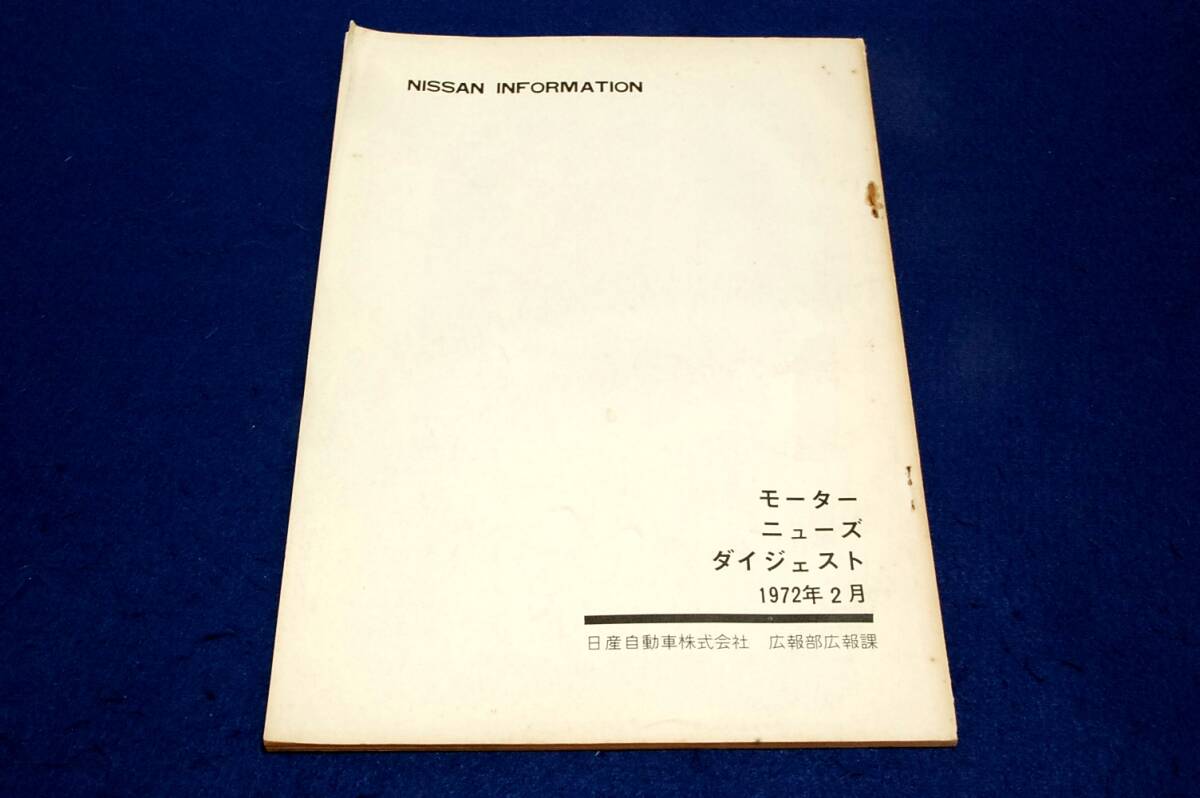 NISSAN INFORMATION
モーター
ニューズ
ダイジェスト
1972年2月
日産自動車株式会社 広報部広報課